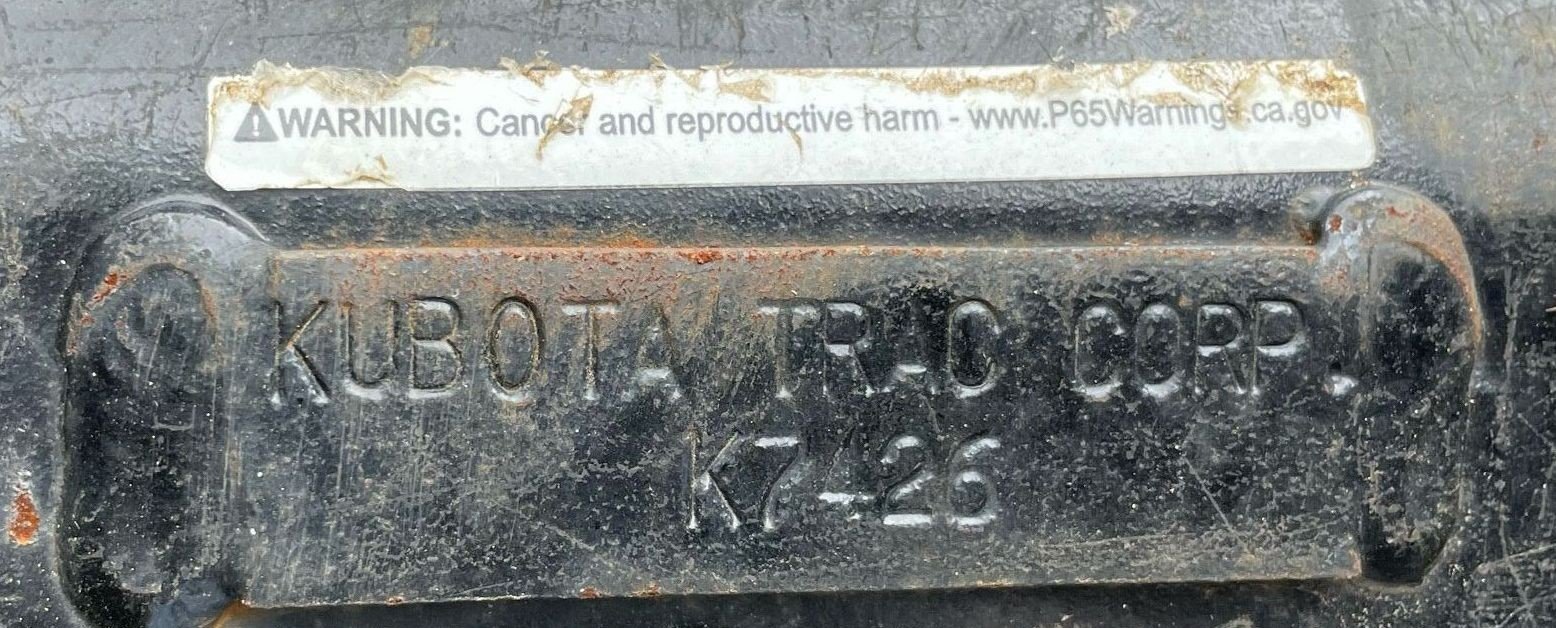 ⚠WARNING: Cancer and reproductive harm - www.P65Warnings.ca.gov
KUBOTA TRAC CORP.
K7426